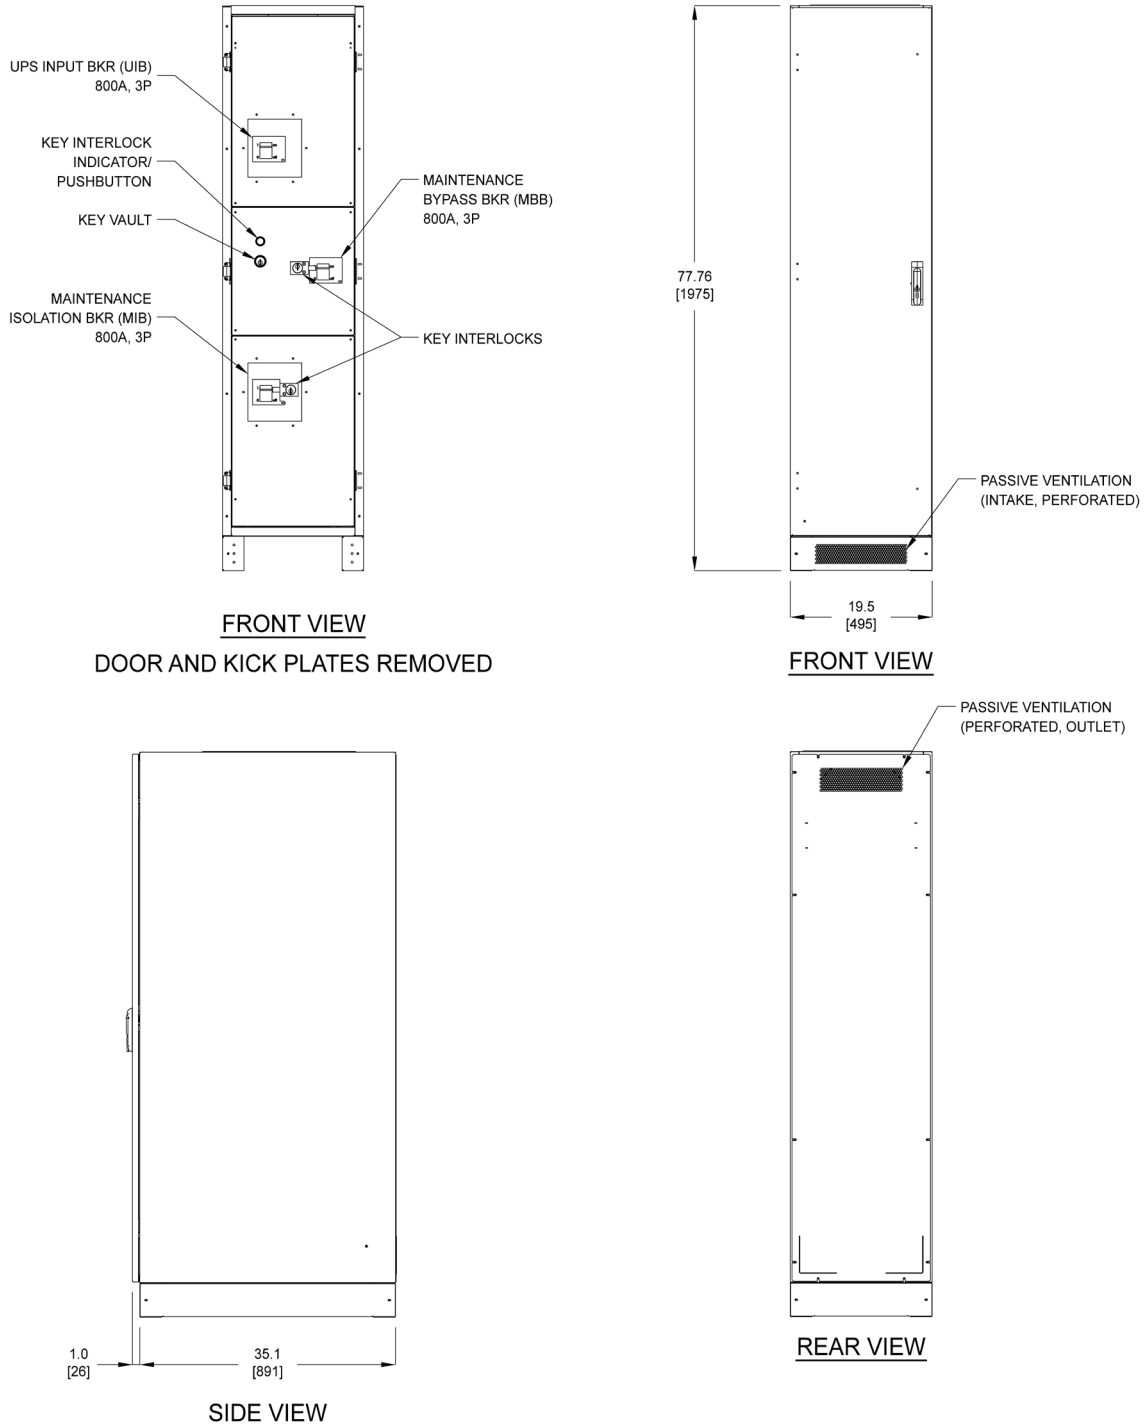 UPS INPUT BKR (UIB)
800A, 3P
KEY INTERLOCK
INDICATOR/
PUSHBUTTON
KEY VAULT
MAINTENANCE
ISOLATION BKR (MIB)
800A, 3P
MAINTENANCE
BYPASS BKR (MBB)
800A, 3P
KEY INTERLOCKS
FRONT VIEW
DOOR AND KICK PLATES REMOVED
77.76
[1975]
PASSIVE VENTILATION
(INTAKE, PERFORATED)
19.5
[495]
FRONT VIEW
1.0
[26]
35.1
[891]
SIDE VIEW
PASSIVE VENTILATION
(PERFORATED, OUTLET)
REAR VIEW